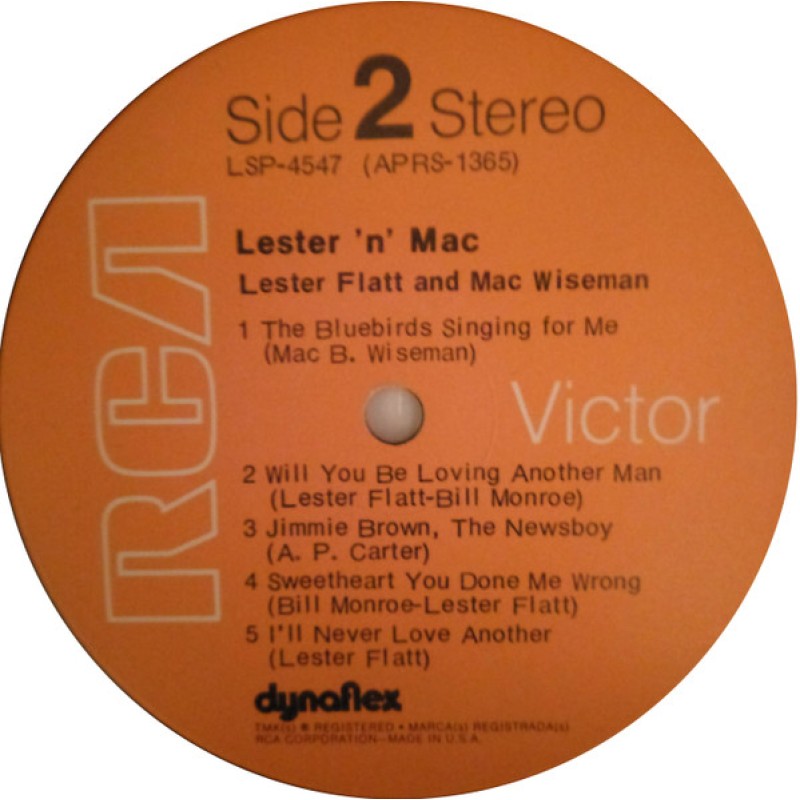 Side 2 Stereo
LSP-4547 (APRS-1365)
RCA
Lester 'n' Mac
Lester Flatt and Mac Wiseman
1 The Bluebirds Singing for Me
(Mac B. Wiseman)
Victor
2 Will You Be Loving Another Man
(Lester Flatt-Bill Monroe)
3 Jimmie Brown, The Newsboy
(A. P. Carter)
4 Sweetheart You Done Me Wrong
(Bill Monroe-Lester Flatt)
5 I'll Never Love Another
(Lester Flatt)
dynaflex
TMK(s) ® REGISTERED • MARCA(s) REGISTRADA(s)
RCA CORPORATION—MADE IN U.S.A.